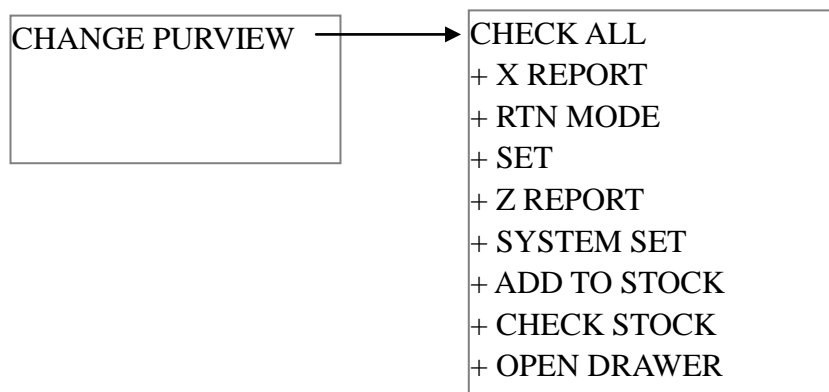 CHANGE PURVIEW
CHECK ALL
+ X REPORT
+ RTN MODE
+ SET
+ Z REPORT
+ SYSTEM SET
+ ADD TO STOCK
+ CHECK STOCK
+ OPEN DRAWER